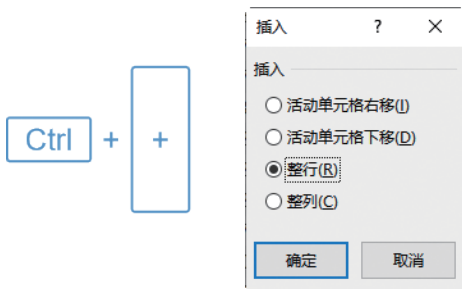 Ctrl + +
插入 ? ×
插入
活动单元格右移(I)
活动单元格下移(D)
整行(R)
整列(C)
确定 取消